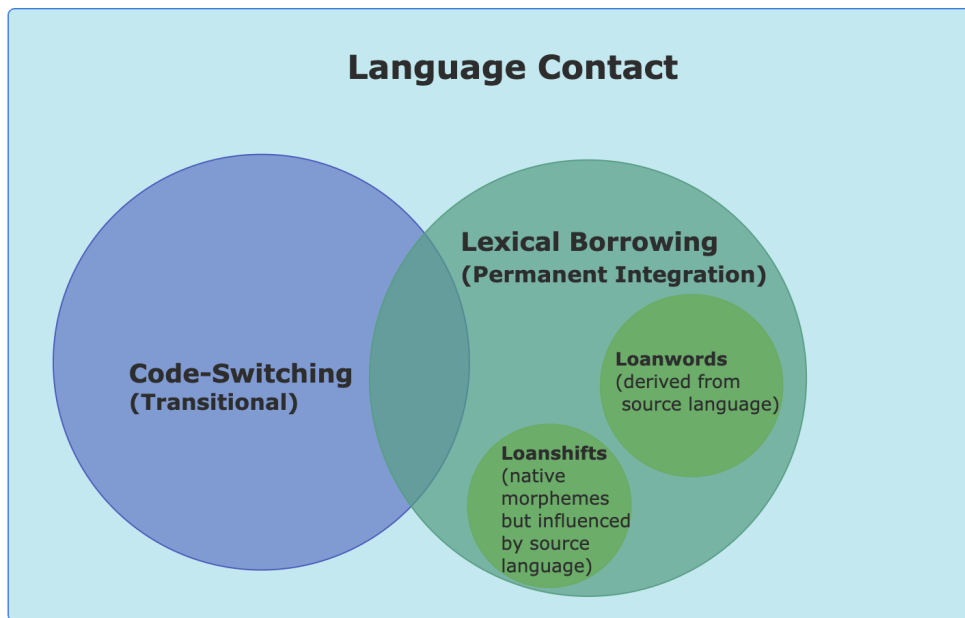 Language Contact
Lexical Borrowing
(Permanent Integration)
Code-Switching
(Transitional)
Loanwords
(derived from
source language)
Loanshifts
(native
morphemes
but influenced
by source
language)